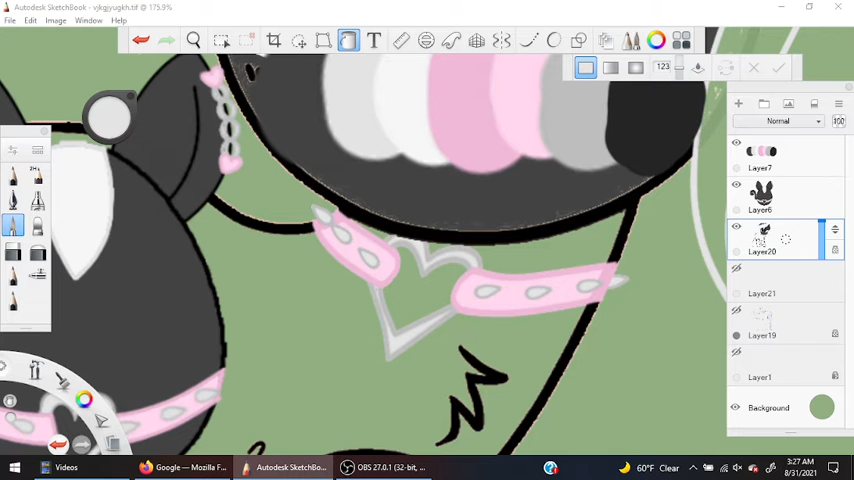 Autodesk SketchBook - vjkgjyugkh.tif @ 175.9%
File Edit Image Window Help
T
123
Normal 100
2H
Layer7
Layer6
Layer20
Layer21
Layer19
Layer1
Background
Videos Google — Mozilla F... Autodesk SketchBo... OBS 27.0.1 (32-bit, ... 60°F Clear 3:27 AM
8/31/2021